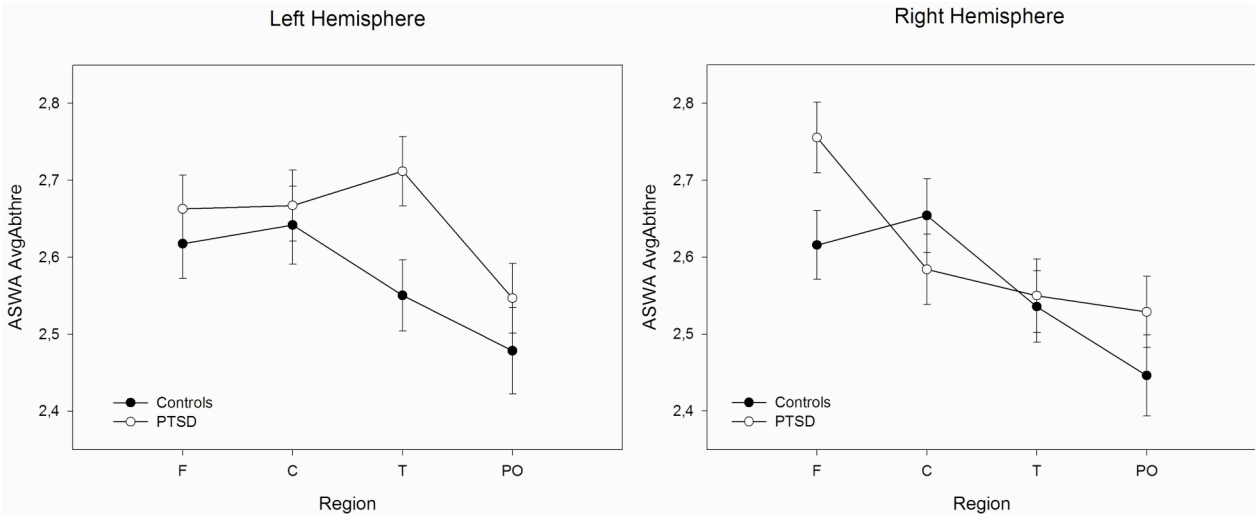 Left Hemisphere
ASWA AvgAbthre
2,8
2,7
2,6
2,5
2,4
Controls
PTSD
F C T PO
Region
Right Hemisphere
ASWA AvgAbthre
2,8
2,7
2,6
2,5
2,4
Controls
PTSD
F C T PO
Region